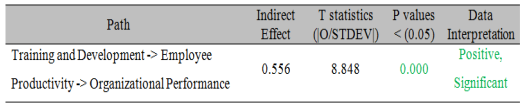 Path Indirect Effect T statistics (|O/STDEV|) P values < (0.05) Data Interpretation
Training and Development -> Employee Productivity -> Organizational Performance 0.556 8.848 0.000 Positive, Significant